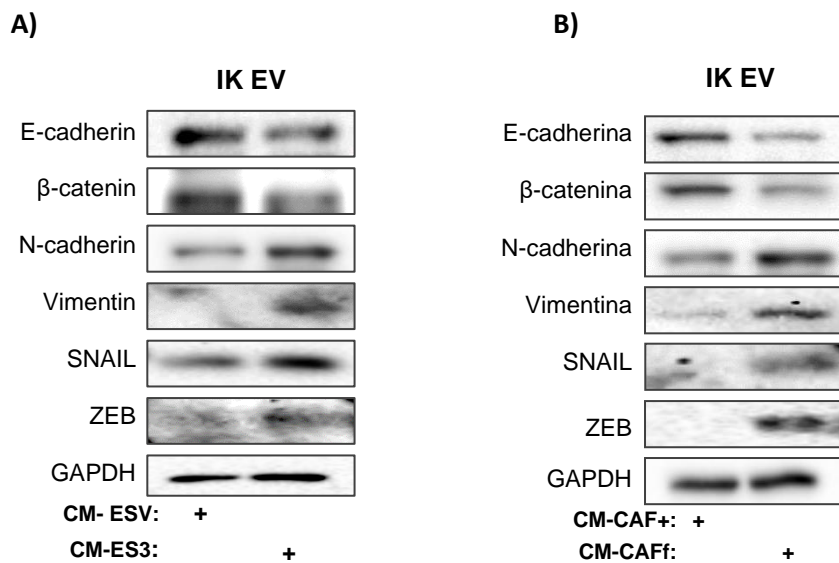 A)
IK EV
E-cadherin
β-catenin
N-cadherin
Vimentin
SNAIL
ZEB
GAPDH
CM- ESV: +
CM-ES3: +
B)
IK EV
E-cadherina
β-catenina
N-cadherina
Vimentina
SNAIL
ZEB
GAPDH
CM-CAF+: +
CM-CAFf: +